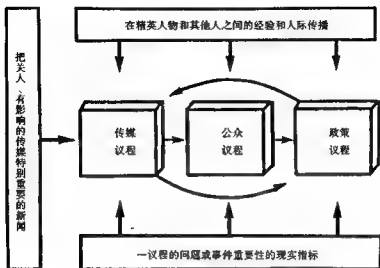 在精英人物和其他人之间的经验和人际传播
把关人、有影响的传媒特别重要的新闻
传媒
议程
公众
议程
政策
议程
一议程的问题或事件重要性的现实指标